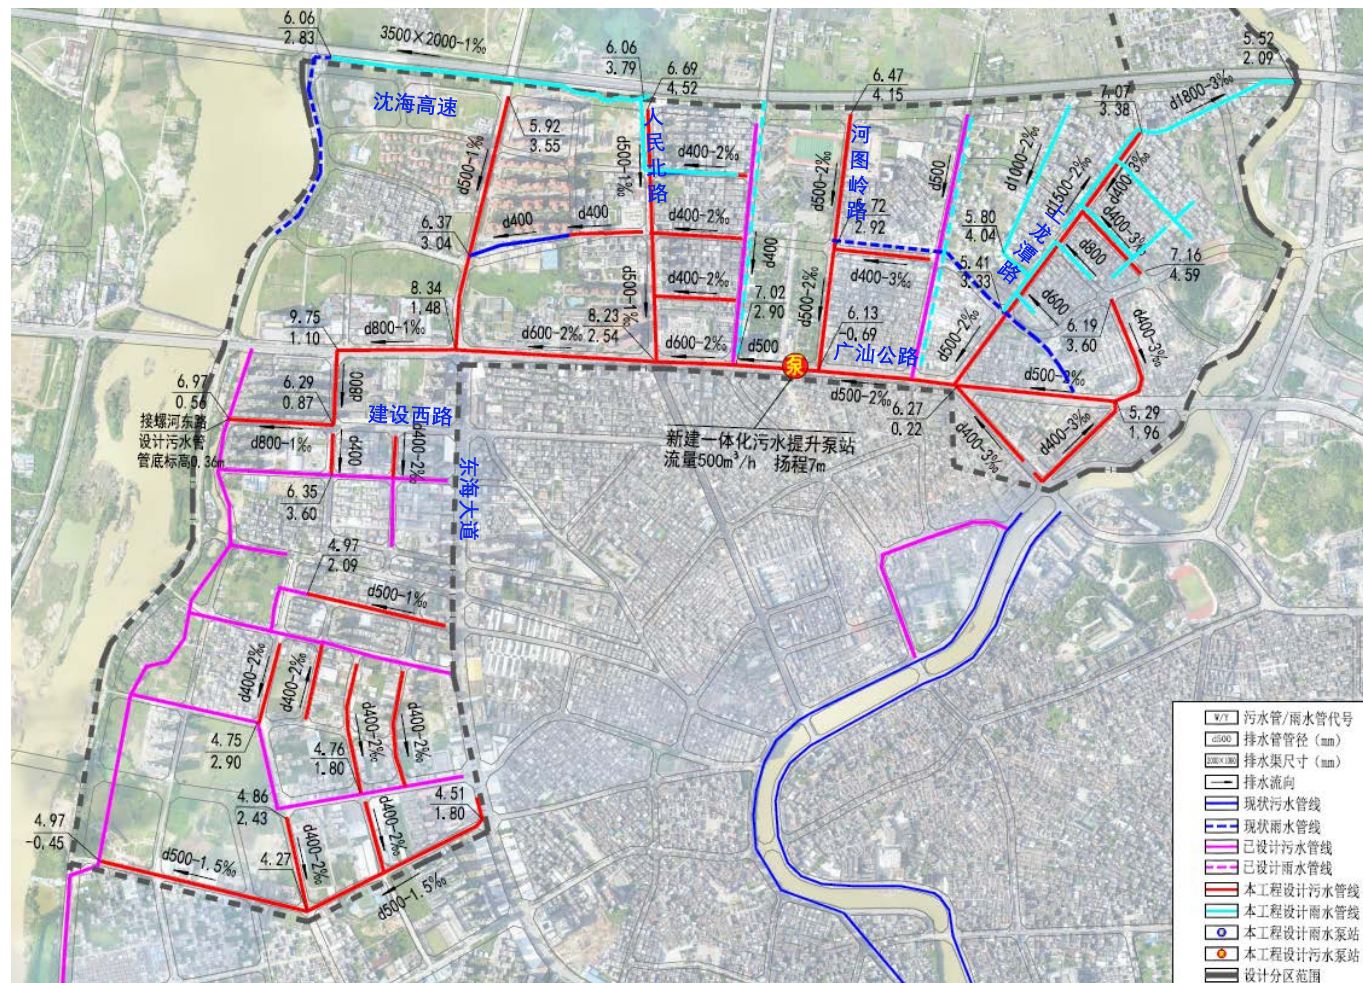 6.06
2.83
3500×2000-1‰
6.06
3.79
6.69
4.52
6.47
4.15
5.52
2.09
7.07
3.38
d1800-3‰
沈海高速
5.92
3.55
d500-1‰
d500-1‰
人民北路
d400-2‰
d500-2‰
河图岭路
d500
d1000-2‰
d1500-2‰
d400-3‰
d400-3‰
龙潭路
6.37
3.04
d400
d400
d400-2‰
d400
2.92
5.80
4.04
d800
7.16
4.59
d500-1‰
d400-2‰
d500-2‰
d400-3‰
5.41
3.33
d600
8.34
1.48
7.02
2.90
6.13
-0.69
6.19
3.60
d400-3‰
9.75
1.10
d800-1‰
d600-2‰
8.23
2.54
d600-2‰
d500
泵
广汕公路
d500-2‰
d500-2‰
d500-2‰
6.27
0.22
5.29
1.96
6.97
0.56
6.29
0.87
d800
建设西路
接螺河东路
设计污水管
管底标高0.36m
d800-1‰
d400
d400-2‰
新建一体化污水提升泵站
流量500m³/h 扬程7m
d400-3‰
d400-3‰
东海大道
6.35
3.60
4.97
2.09
d500-1‰
d400-2‰
d400-2‰
d400-2‰
d400-2‰
4.75
2.90
4.76
1.80
4.86
2.43
4.51
1.80
4.97
-0.45
d500-1.5‰
4.27
d400-2‰
d400-2‰
d500-1.5‰
W/Y 污水管/雨水管代号
d500 排水管管径（mm）
排水渠尺寸（mm）
排水流向
现状污水管线
现状雨水管线
已设计污水管线
已设计雨水管线
本工程设计污水管线
本工程设计雨水管线
本工程设计雨水泵站
泵 本工程设计污水泵站
设计分区范围